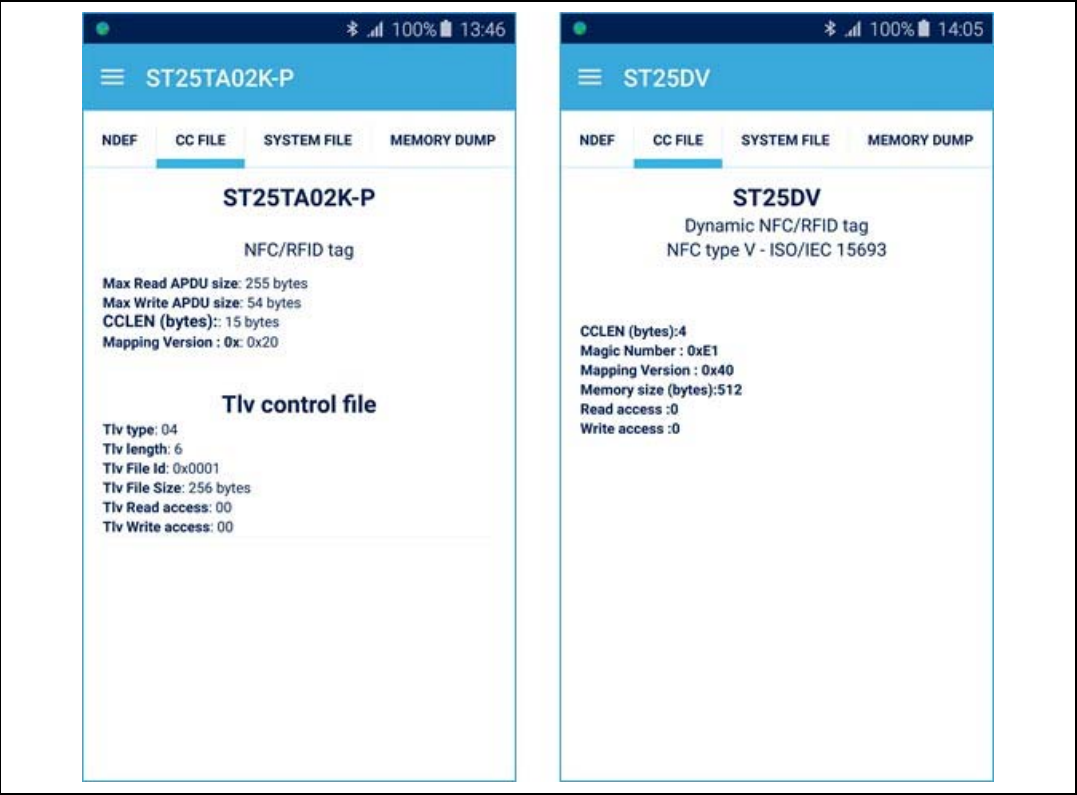 100% 13:46
ST25TA02K-P
NDEF CC FILE SYSTEM FILE MEMORY DUMP
ST25TA02K-P
NFC/RFID tag
Max Read APDU size: 255 bytes
Max Write APDU size: 54 bytes
CCLEN (bytes):: 15 bytes
Mapping Version : 0x: 0x20
Tlv control file
Tlv type: 04
Tlv length: 6
Tlv File Id: 0x0001
Tlv File Size: 256 bytes
Tlv Read access: 00
Tlv Write access: 00
100% 14:05
ST25DV
NDEF CC FILE SYSTEM FILE MEMORY DUMP
ST25DV
Dynamic NFC/RFID tag
NFC type V - ISO/IEC 15693
CCLEN (bytes):4
Magic Number : 0xE1
Mapping Version : 0x40
Memory size (bytes):512
Read access :0
Write access :0